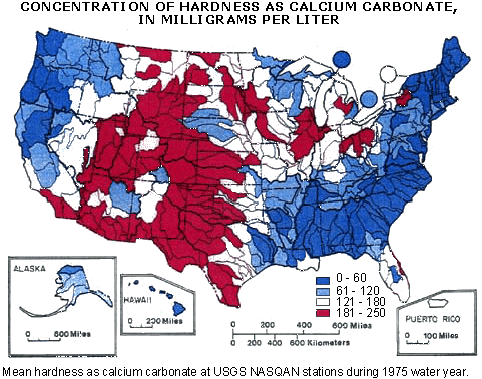 CONCENTRATION OF HARDNESS AS CALCIUM CARBONATE,
IN MILLIGRAMS PER LITER
ALASKA
0 500 Miles
HAWAII
0 200 Miles
0 200 400 600 Miles
0 200 400 600 Kilometers
0 - 60
61 - 120
121 - 180
181 - 250
PUERTO RICO
0 100 Miles
Mean hardness as calcium carbonate at USGS NASQAN stations during 1975 water year.